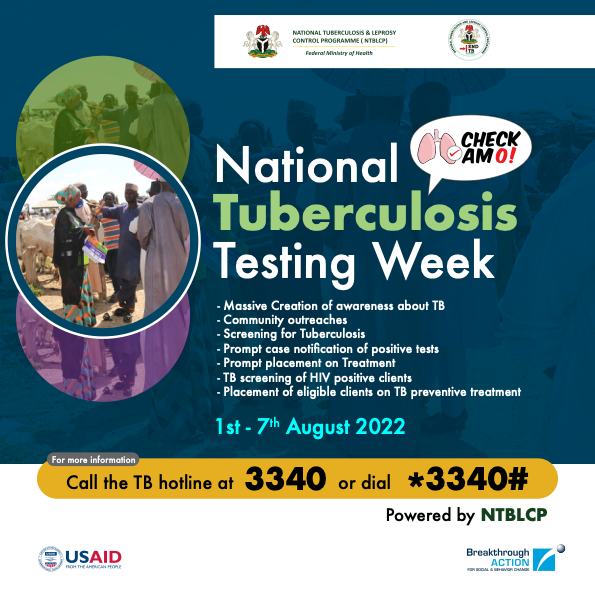 NATIONAL TUBERCULOSIS & LEPROSY
CONTROL PROGRAMME ( NTBLCP)
Federal Ministry of Health
END
TB
CHECK
AM O!
National
Tuberculosis
Testing Week
- Massive Creation of awareness about TB
- Community outreaches
- Screening for Tuberculosis
- Prompt case notification of positive tests
- Prompt placement on Treatment
- TB screening of HIV positive clients
- Placement of eligible clients on TB preventive treatment
1st - 7th August 2022
For more information
Call the TB hotline at 3340 or dial *3340#
Powered by NTBLCP
USAID
FROM THE AMERICAN PEOPLE
Breakthrough
ACTION
FOR SOCIAL & BEHAVIOR CHANGE